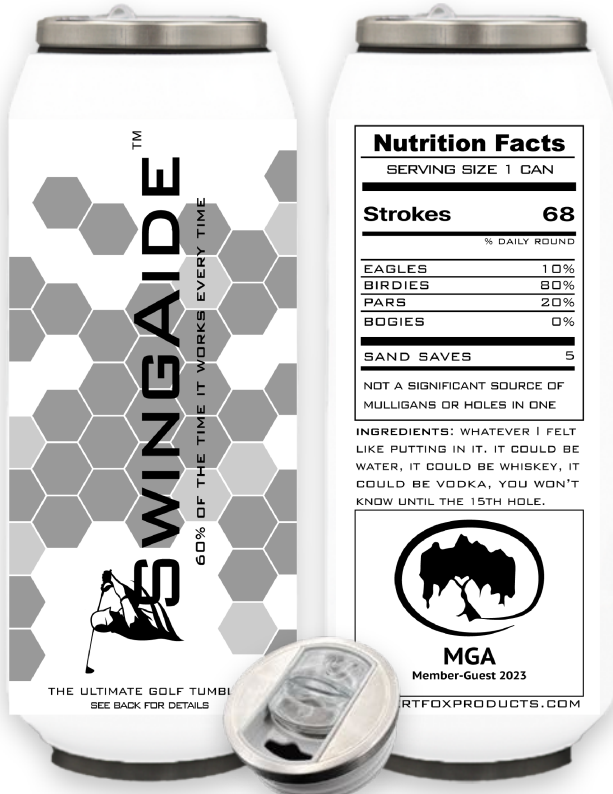 SWINGAIDE™
60% OF THE TIME IT WORKS EVERY TIME
THE ULTIMATE GOLF
SEE BACK FOR DETAILS
Nutrition Facts
SERVING SIZE 1 CAN
Strokes 68
% DAILY ROUND
EAGLES 10%
BIRDIES 80%
PARS 20%
BOGIES 0%
SAND SAVES 5
NOT A SIGNIFICANT SOURCE OF
MULLIGANS OR HOLES IN ONE
INGREDIENTS: WHATEVER I FELT
LIKE PUTTING IN IT. IT COULD BE
WATER, IT COULD BE WHISKEY, IT
COULD BE VODKA, YOU WON'T
KNOW UNTIL THE 15TH HOLE.
MGA
Member-Guest 2023
RTFOXPRODUCTS.COM